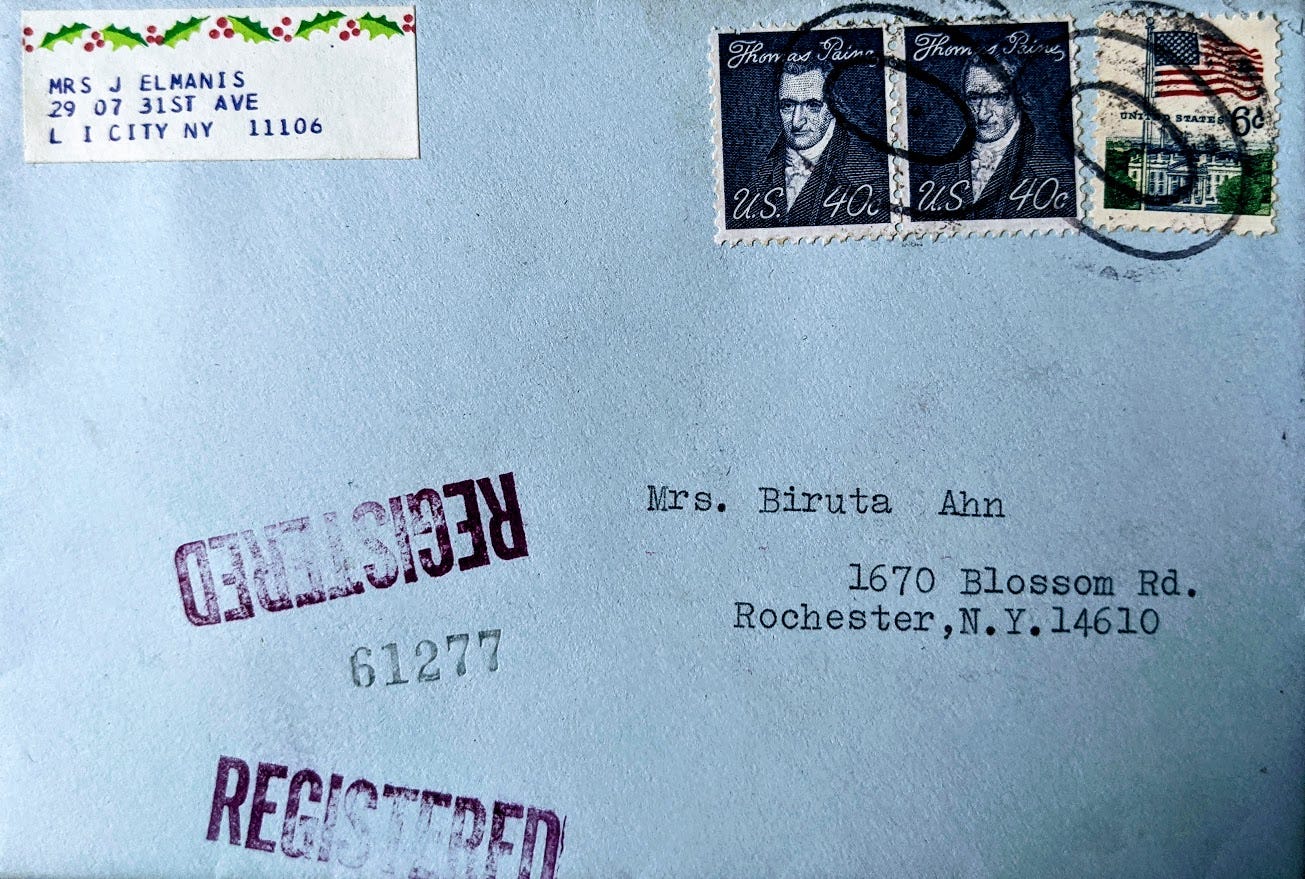 MRS J ELMANIS
29 07 31ST AVE
L I CITY NY 11106
Thomas Paine
U.S. 40c
Thomas Paine
U.S. 40c
UNITED STATES 6c
REGISTERED
61277
REGISTERED
Mrs. Biruta Ahn
1670 Blossom Rd.
Rochester,N.Y.14610